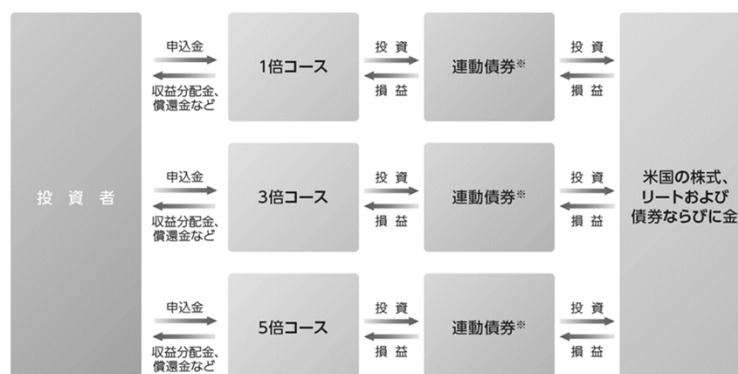 投 資 者
申込金
収益分配金、
償還金など
1倍コース
投 資
損 益
連動債券※
投 資
損 益
申込金
収益分配金、
償還金など
3倍コース
投 資
損 益
連動債券※
投 資
損 益
申込金
収益分配金、
償還金など
5倍コース
投 資
損 益
連動債券※
投 資
損 益
米国の株式、
リートおよび
債券ならびに金